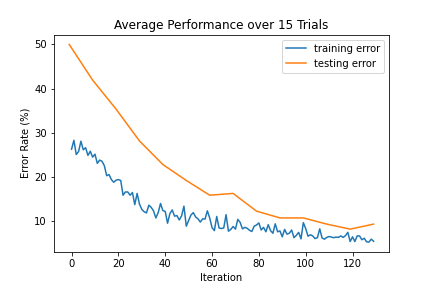 Average Performance over 15 Trials
training error
testing error
Error Rate (%)
50
40
30
20
10
0 20 40 60 80 100 120
Iteration